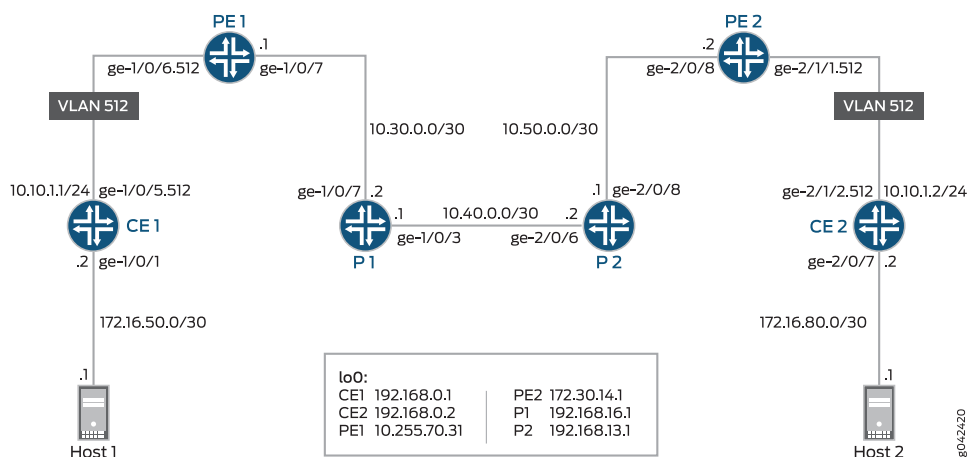 PE 1
PE 2
.1
.2
ge-1/0/6.512
ge-1/0/7
ge-2/0/8
ge-2/1/1.512
VLAN 512
VLAN 512
10.30.0.0/30
10.50.0.0/30
10.10.1.1/24
ge-1/0/5.512
ge-1/0/7
.2
.1
ge-2/0/8
ge-2/1/2.512
10.10.1.2/24
CE 1
.1
10.40.0.0/30
.2
CE 2
ge-1/0/3
ge-2/0/6
.2
ge-1/0/1
P 1
P 2
ge-2/0/7
.2
172.16.50.0/30
172.16.80.0/30
.1
.1
lo0:
CE1 192.168.0.1
PE2 172.30.14.1
CE2 192.168.0.2
P1 192.168.16.1
PE1 10.255.70.31
P2 192.168.13.1
Host 1
Host 2
g042420